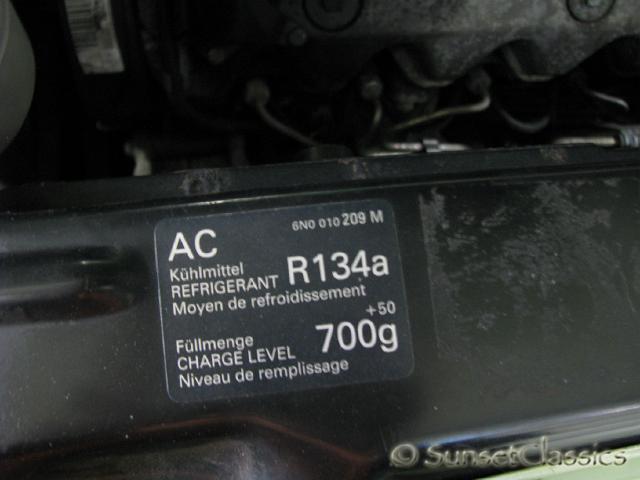 6N0 010 209 M
AC
Kühlmittel
REFRIGERANT R134a
Moyen de refroidissement
+50
Füllmenge 700g
CHARGE LEVEL
Niveau de remplissage
© SunsetClassics